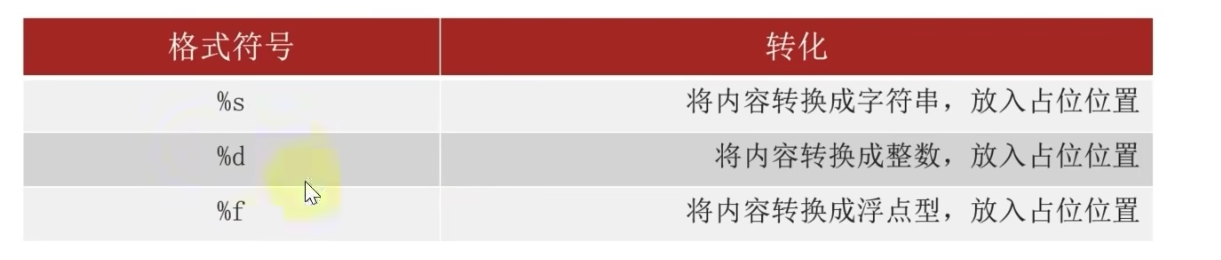 格式符号 转化
%s 将内容转换成字符串，放入占位位置
%d 将内容转换成整数，放入占位位置
%f 将内容转换成浮点型，放入占位位置